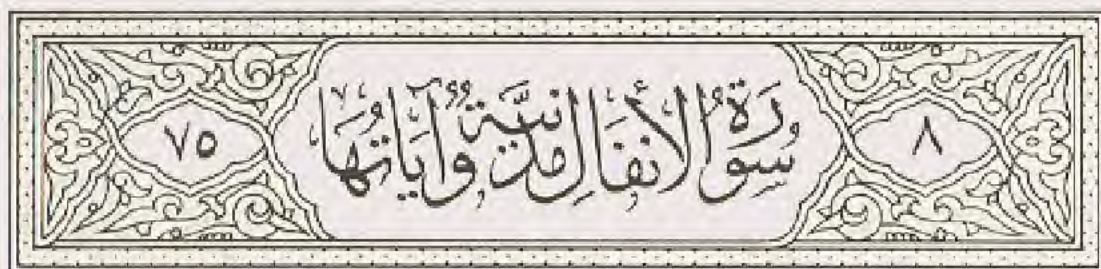 ٨ سُورَةُ الأَنفَالِ مَدَنِيَّةٌ وَآيَاتُهَا ٧٥